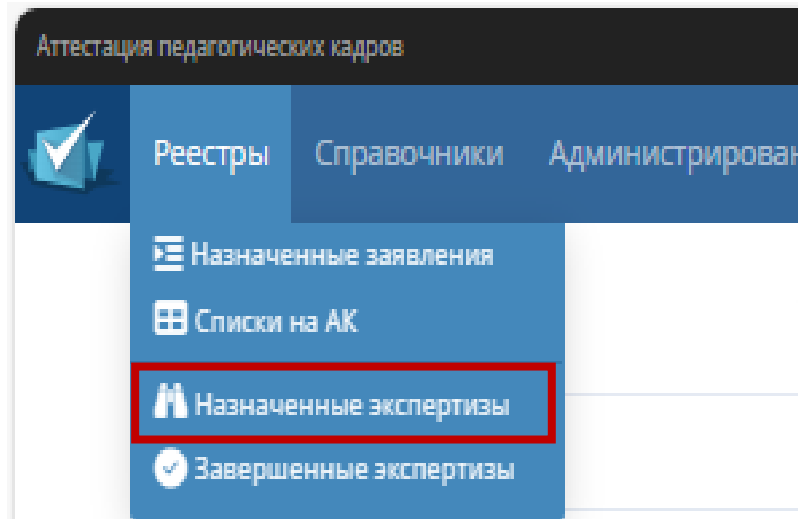 Аттестация педагогических кадров
Реестры Справочники
Назначенные заявления
Списки на АК
Назначенные экспертизы
Завершенные экспертизы